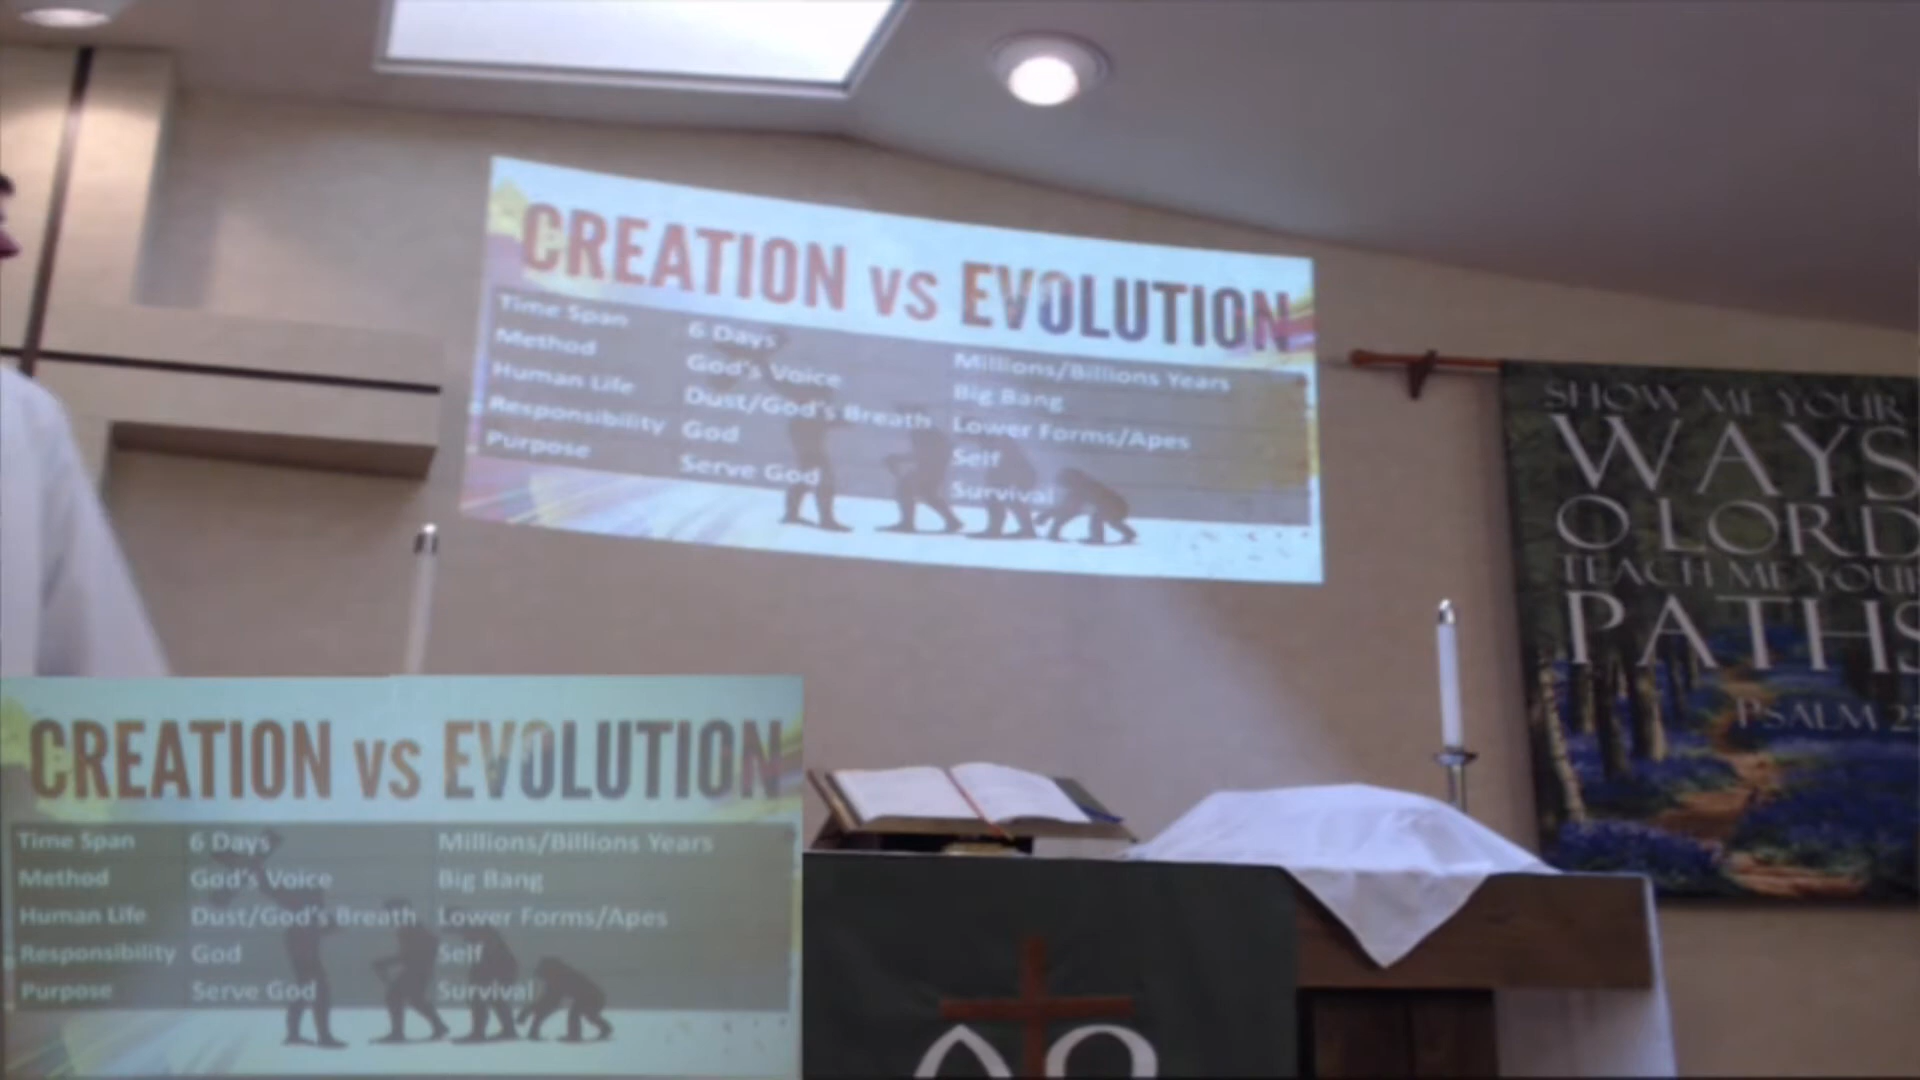 CREATION VS EVOLUTION
Time Span 6 Days Millions/Billions Years
Method God's Voice Big Bang
Human Life Dust/God's Breath Lower Forms/Apes
Responsibility God Self
Purpose Serve God Survival
SHOW ME YOUR
WAYS
O LORD
TEACH ME YOUR
PATHS
PSALM 25
CREATION VS EVOLUTION
Time Span 6 Days Millions/Billions Years
Method God's Voice Big Bang
Human Life Dust/God's Breath Lower Forms/Apes
Responsibility God Self
Purpose Serve God Survival